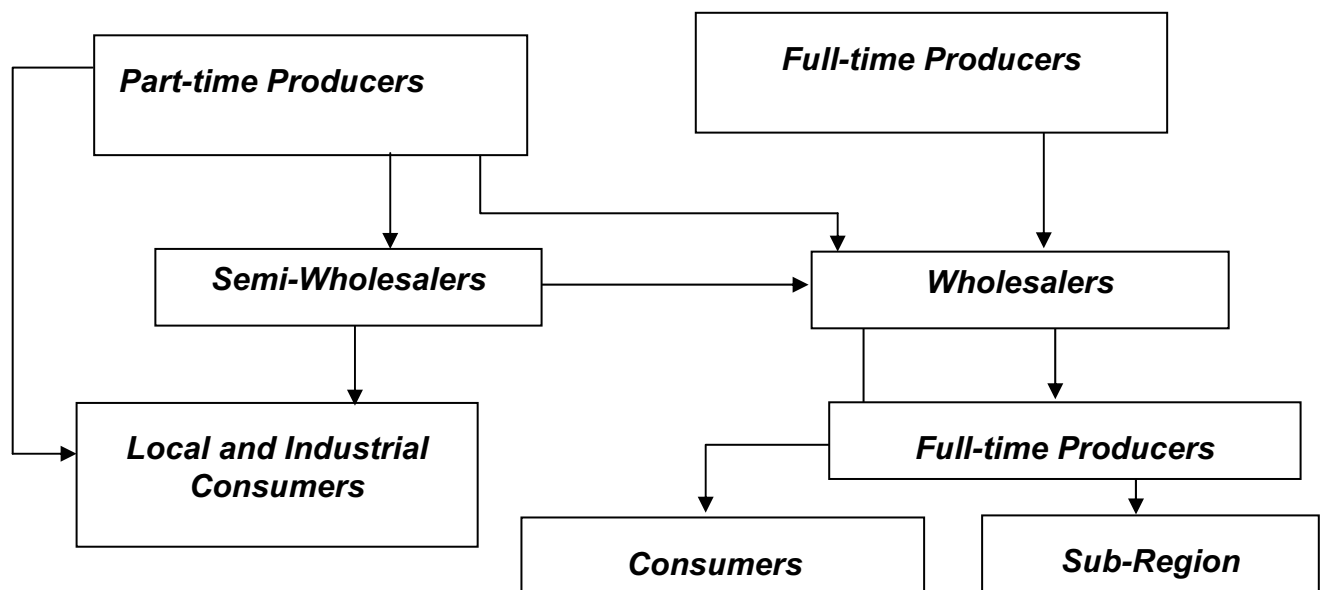 Part-time Producers
Full-time Producers
Semi-Wholesalers
Wholesalers
Local and Industrial
Consumers
Full-time Producers
Consumers
Sub-Region